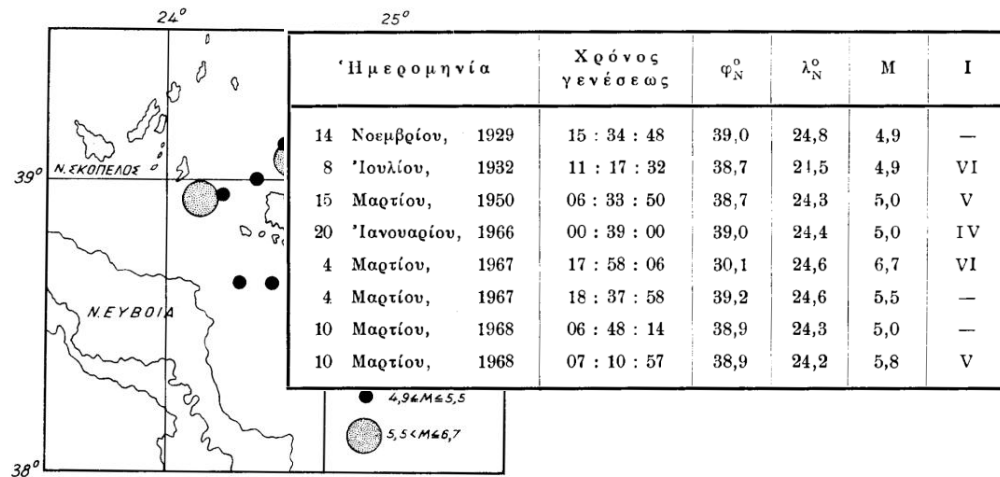 24° 25°
39°
Ν. ΣΚΟΠΕΛΟΣ
Ν. ΕΥΒΟΙΑ
38°
4,9≤M≤5,5
5,5<M≤6,7
Ἡμερομηνία Χρόνος γενέσεως φ°N λ°N M I
14 Νοεμβρίου, 1929 15 : 34 : 48 39,0 24,8 4,9 —
8 Ἰουλίου, 1932 11 : 17 : 32 38,7 24,5 4,9 VI
15 Μαρτίου, 1950 06 : 33 : 50 38,7 24,3 5,0 V
20 Ἰανουαρίου, 1966 00 : 39 : 00 39,0 24,4 5,0 IV
4 Μαρτίου, 1967 17 : 58 : 06 30,1 24,6 6,7 VI
4 Μαρτίου, 1967 18 : 37 : 58 39,2 24,6 5,5 —
10 Μαρτίου, 1968 06 : 48 : 14 38,9 24,3 5,0 —
10 Μαρτίου, 1968 07 : 10 : 57 38,9 24,2 5,8 V